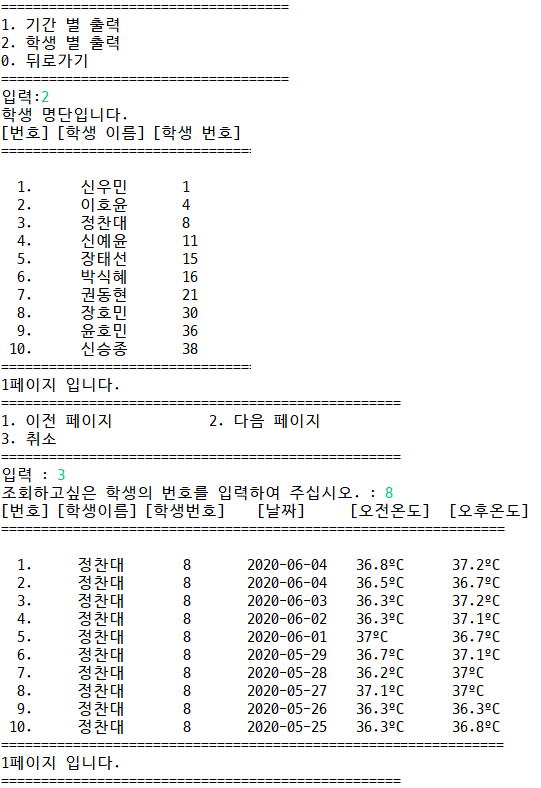 ====================================
1. 기간 별 출력
2. 학생 별 출력
0. 뒤로가기
====================================
입력:2
학생 명단입니다.
[번호] [학생 이름] [학생 번호]
===============================
1. 신우민 1
2. 이호윤 4
3. 정찬대 8
4. 신예윤 11
5. 장태선 15
6. 박식혜 16
7. 권동현 21
8. 장호민 30
9. 윤호민 36
10. 신승종 38
===============================
1페이지 입니다.
==================================================
1. 이전 페이지 2. 다음 페이지
3. 취소
==================================================
입력 : 3
조회하고싶은 학생의 번호를 입력하여 주십시오. : 8
[번호] [학생이름] [학생번호] [날짜] [오전온도] [오후온도]
===============================================================
1. 정찬대 8 2020-06-04 36.8ºC 37.2ºC
2. 정찬대 8 2020-06-04 36.5ºC 36.7ºC
3. 정찬대 8 2020-06-03 36.3ºC 37.2ºC
4. 정찬대 8 2020-06-02 36.3ºC 37.1ºC
5. 정찬대 8 2020-06-01 37ºC 36.7ºC
6. 정찬대 8 2020-05-29 36.7ºC 37.1ºC
7. 정찬대 8 2020-05-28 36.2ºC 37ºC
8. 정찬대 8 2020-05-27 37.1ºC 37ºC
9. 정찬대 8 2020-05-26 36.3ºC 36.3ºC
10. 정찬대 8 2020-05-25 36.3ºC 36.8ºC
===============================================================
1페이지 입니다.
==================================================